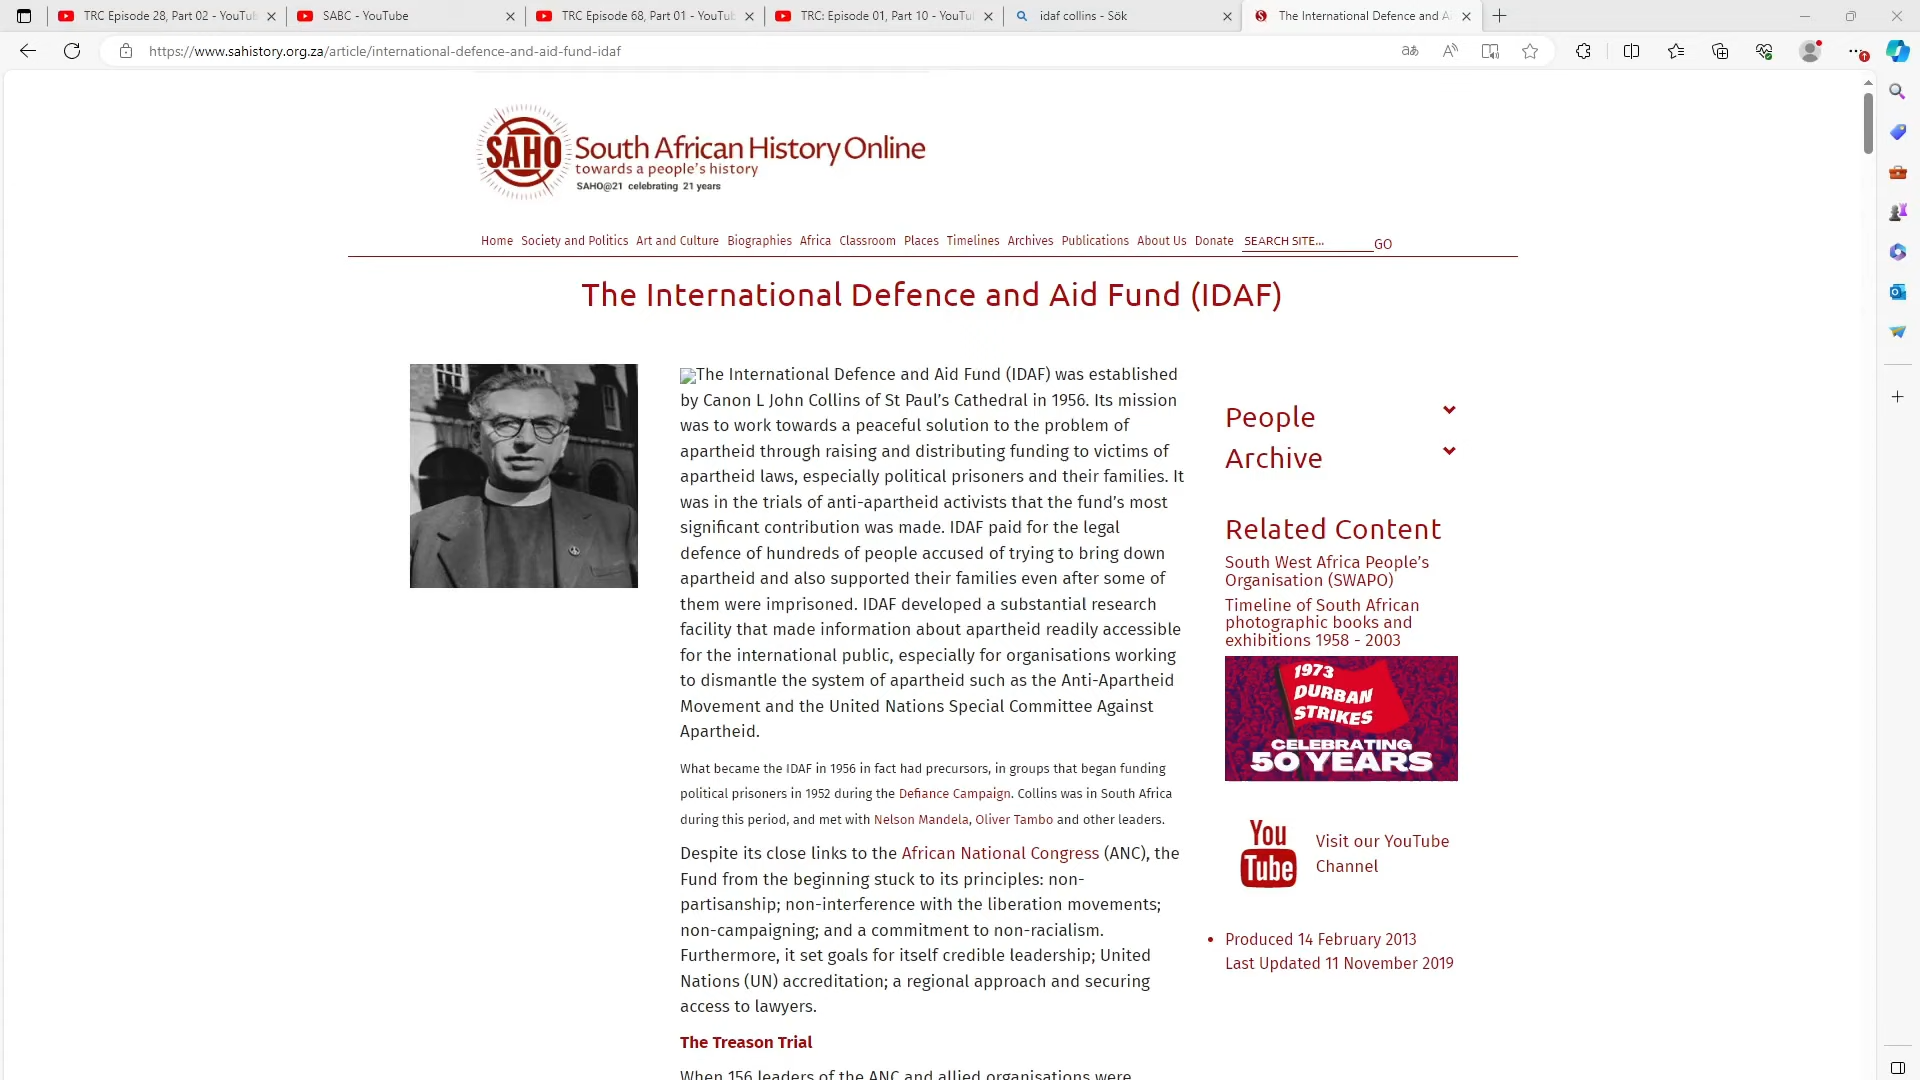 TRC Episode 28, Part 02 - YouTub
SABC - YouTube
TRC Episode 68, Part 01 - YouTub
TRC: Episode 01, Part 10 - YouTu
idaf collins - Sök
The International Defence and Ai
https://www.sahistory.org.za/article/international-defence-and-aid-fund-idaf
SAHO
South African History Online
towards a people's history
SAHO@21 celebrating 21 years
Home Society and Politics Art and Culture Biographies Africa Classroom Places Timelines Archives Publications About Us Donate SEARCH SITE... GO
The International Defence and Aid Fund (IDAF)
The International Defence and Aid Fund (IDAF) was established
by Canon L John Collins of St Paul's Cathedral in 1956. Its mission
was to work towards a peaceful solution to the problem of
apartheid through raising and distributing funding to victims of
apartheid laws, especially political prisoners and their families. It
was in the trials of anti-apartheid activists that the fund's most
significant contribution was made. IDAF paid for the legal
defence of hundreds of people accused of trying to bring down
apartheid and also supported their families even after some of
them were imprisoned. IDAF developed a substantial research
facility that made information about apartheid readily accessible
for the international public, especially for organisations working
to dismantle the system of apartheid such as the Anti-Apartheid
Movement and the United Nations Special Committee Against
Apartheid.
What became the IDAF in 1956 in fact had precursors, in groups that began funding
political prisoners in 1952 during the Defiance Campaign. Collins was in South Africa
during this period, and met with Nelson Mandela, Oliver Tambo and other leaders.
Despite its close links to the African National Congress (ANC), the
Fund from the beginning stuck to its principles: non-
partisanship; non-interference with the liberation movements;
non-campaigning; and a commitment to non-racialism.
Furthermore, it set goals for itself credible leadership; United
Nations (UN) accreditation; a regional approach and securing
access to lawyers.
The Treason Trial
When 156 leaders of the ANC and allied organisations were
People
Archive
Related Content
South West Africa People's
Organisation (SWAPO)
Timeline of South African
photographic books and
exhibitions 1958 - 2003
1973
DURBAN
STRIKES
CELEBRATING
50 YEARS
You
Tube
Visit our YouTube
Channel
Produced 14 February 2013
Last Updated 11 November 2019